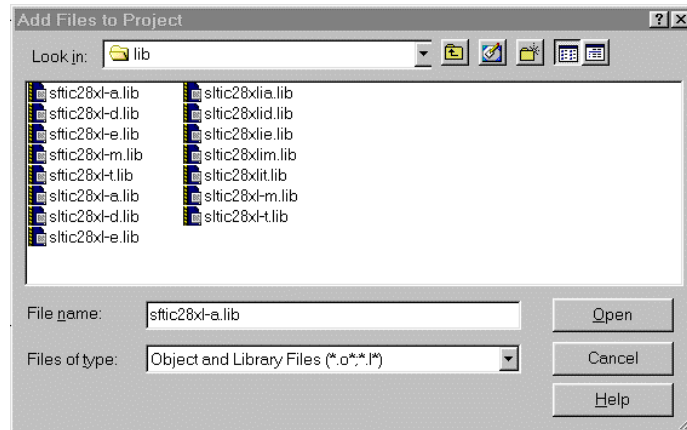 Add Files to Project
Look in: lib
sftic28xl-a.lib
sftic28xl-d.lib
sftic28xl-e.lib
sftic28xl-m.lib
sftic28xl-t.lib
sltic28xl-a.lib
sltic28xl-d.lib
sltic28xl-e.lib
sltic28xlia.lib
sltic28xlid.lib
sltic28xlie.lib
sltic28xlim.lib
sltic28xlit.lib
sltic28xl-m.lib
sltic28xl-t.lib
File name: sftic28xl-a.lib Open
Files of type: Object and Library Files (*.o*;*.l*) Cancel
Help